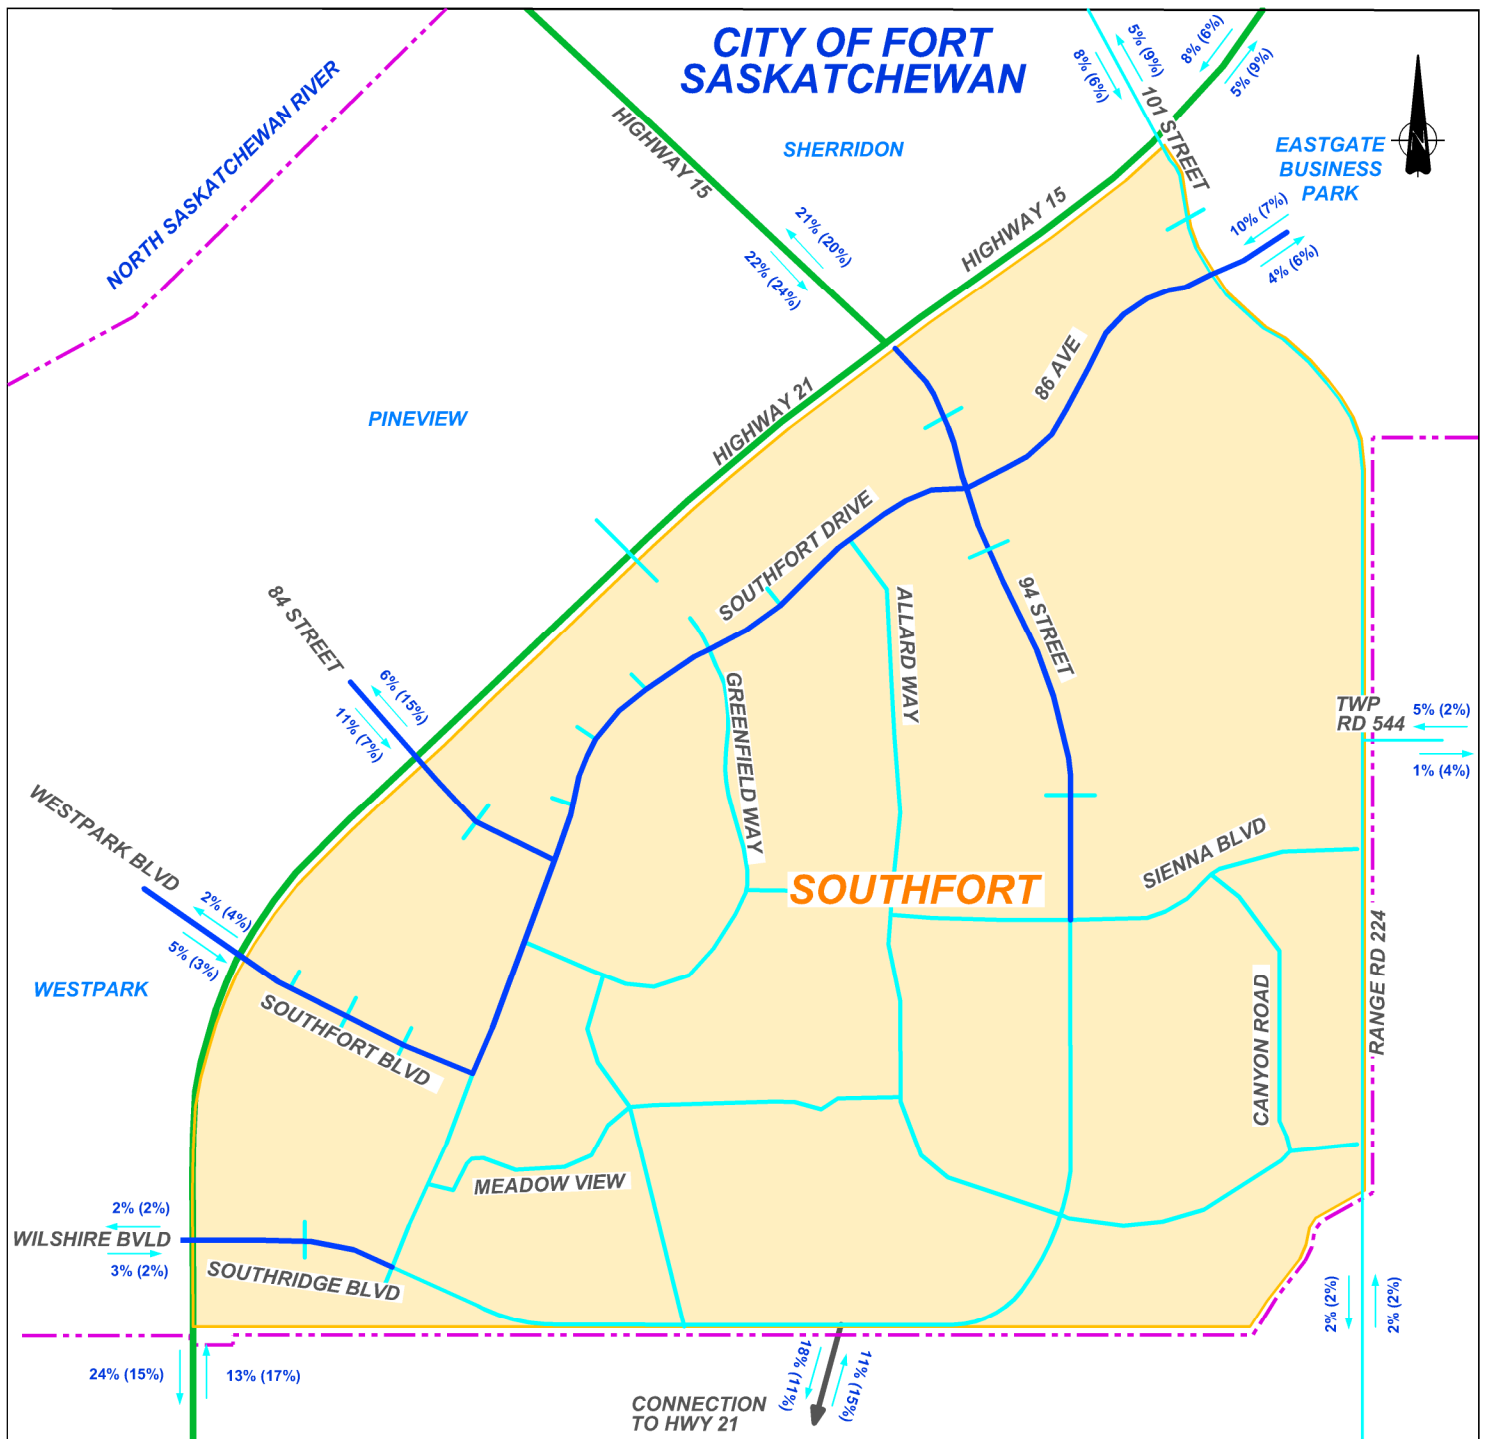 CITY OF FORT
SASKATCHEWAN
5% (9%)
8% (6%)
8% (6%)
5% (9%)
NORTH SASKATCHEWAN RIVER
HIGHWAY 15
SHERRIDON
101 STREET
EASTGATE
BUSINESS
PARK
N
21% (20%)
22% (24%)
HIGHWAY 15
10% (7%)
4% (6%)
PINEVIEW
HIGHWAY 21
86 AVE
SOUTHFORT DRIVE
84 STREET
6% (15%)
11% (7%)
ALLARD WAY
94 STREET
GREENFIELD WAY
TWP
RD 544
5% (2%)
1% (4%)
WESTPARK BLVD
2% (4%)
5% (3%)
SIENNA BLVD
SOUTHFORT
WESTPARK
SOUTHFORT BLVD
CANYON ROAD
RANGE RD 224
MEADOW VIEW
2% (2%)
WILSHIRE BVLD
3% (2%)
SOUTHRIDGE BLVD
2% (2%)
2% (2%)
24% (15%)
13% (17%)
18% (11%)
11% (15%)
CONNECTION
TO HWY 21